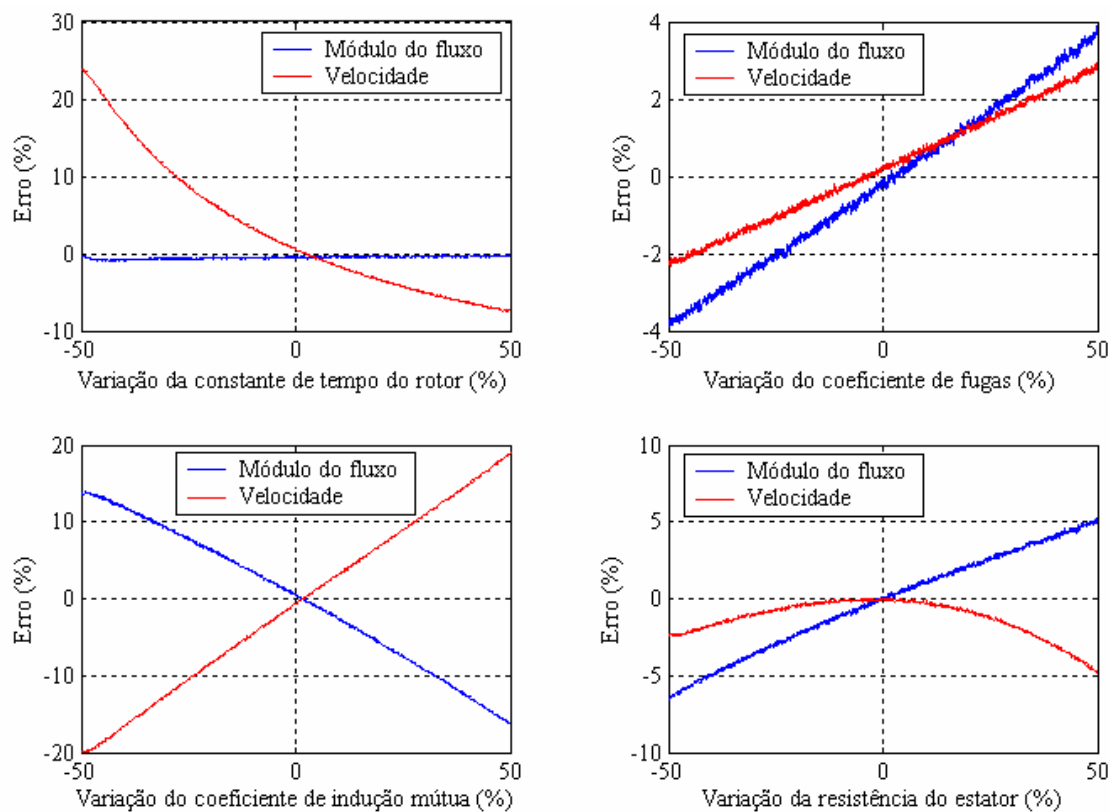 30
20
10
0
-10
Erro (%)
Módulo do fluxo
Velocidade
-50
0
50
Variação da constante de tempo do rotor (%)
4
2
0
-2
-4
Erro (%)
Módulo do fluxo
Velocidade
-50
0
50
Variação do coeficiente de fugas (%)
20
10
0
-10
-20
Erro (%)
Módulo do fluxo
Velocidade
-50
0
50
Variação do coeficiente de indução mútua (%)
10
5
0
-5
-10
Erro (%)
Módulo do fluxo
Velocidade
-50
0
50
Variação da resistência do estator (%)